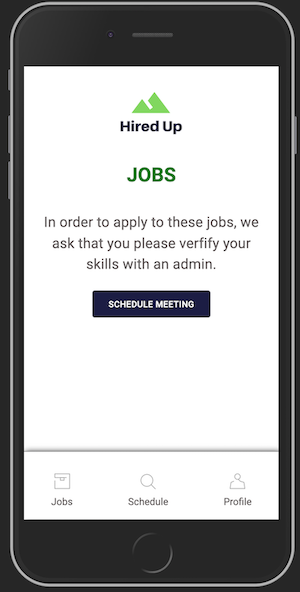 Hired Up
JOBS
In order to apply to these jobs, we
ask that you please verfify your
skills with an admin.
SCHEDULE MEETING
Jobs
Schedule
Profile